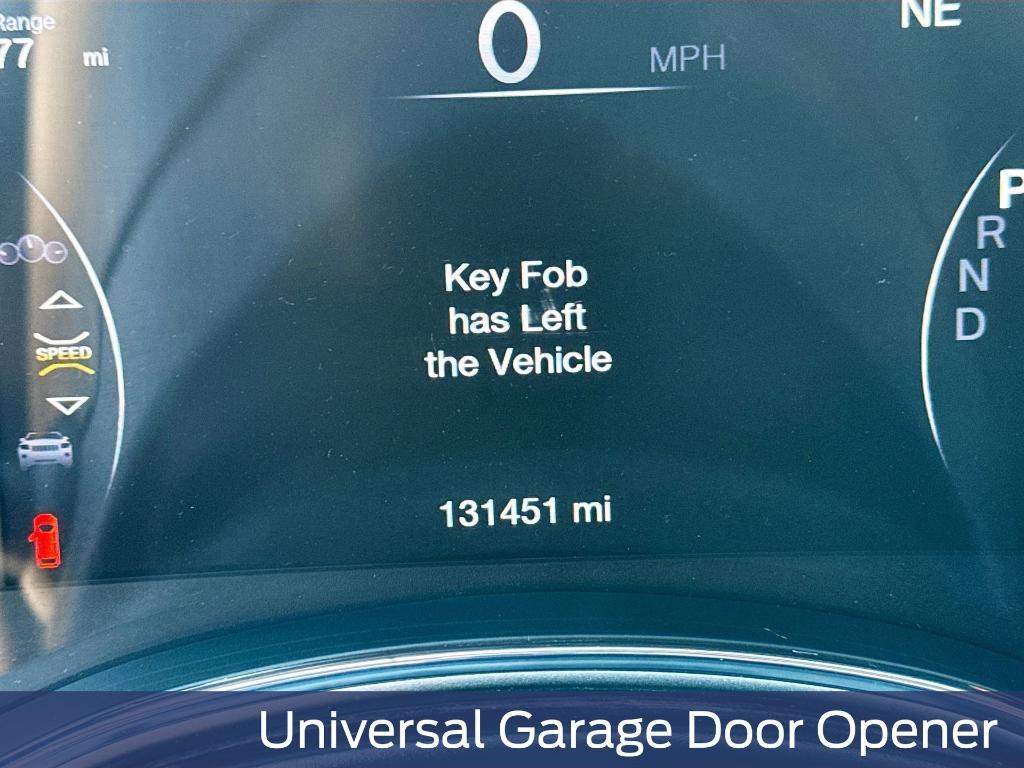 Range
77 mi
0 MPH
NE
P
R
N
D
SPEED
Key Fob
has Left
the Vehicle
131451 mi
Universal Garage Door Opener